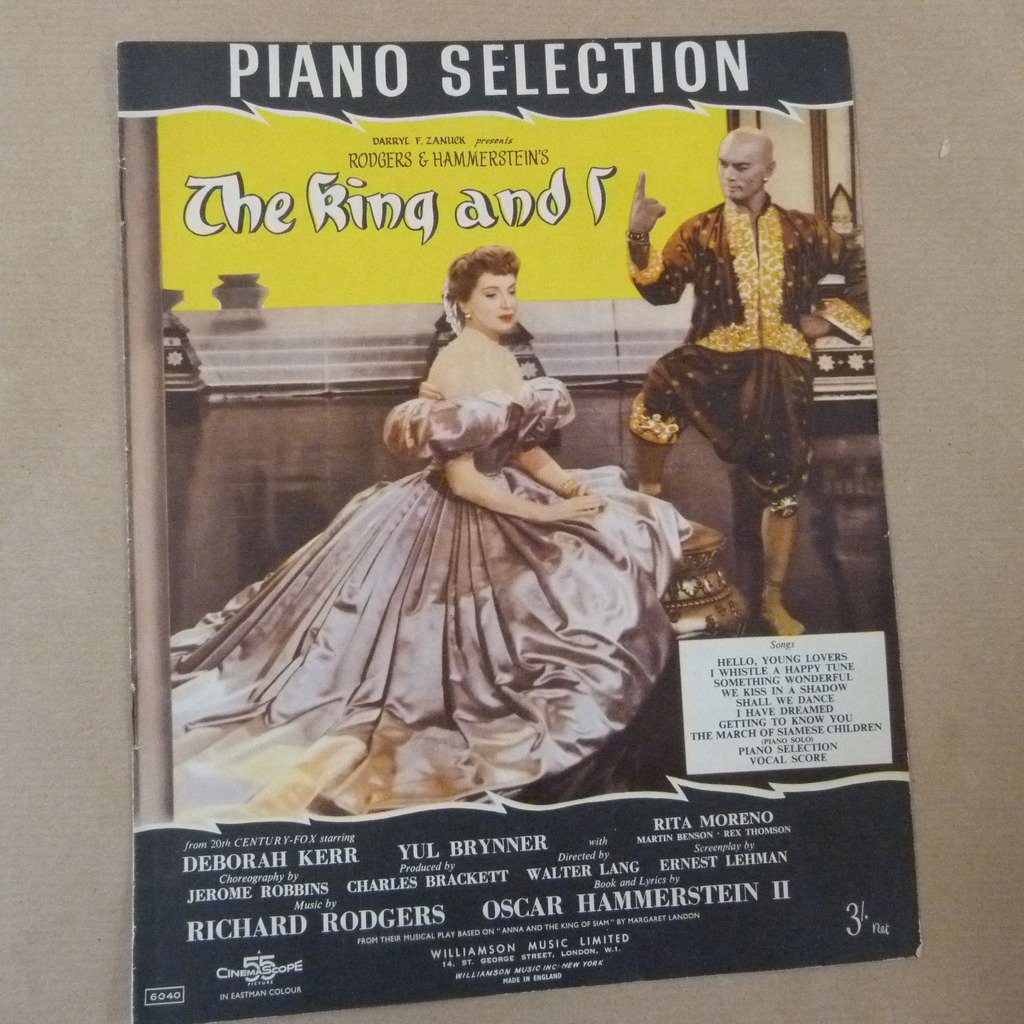 PIANO SELECTION
DARRYL F. ZANUCK presents
RODGERS & HAMMERSTEIN'S
The King and I
Songs
HELLO, YOUNG LOVERS
I WHISTLE A HAPPY TUNE
SOMETHING WONDERFUL
WE KISS IN A SHADOW
SHALL WE DANCE
I HAVE DREAMED
GETTING TO KNOW YOU
THE MARCH OF SIAMESE CHILDREN
(PIANO SOLO)
PIANO SELECTION
VOCAL SCORE
from 20th CENTURY-FOX starring
DEBORAH KERR YUL BRYNNER with RITA MORENO
MARTIN BENSON · REX THOMSON
Choreography by
JEROME ROBBINS
Produced by
CHARLES BRACKETT
Directed by
WALTER LANG
Screenplay by
ERNEST LEHMAN
Music by
RICHARD RODGERS
Book and Lyrics by
OSCAR HAMMERSTEIN II
FROM THEIR MUSICAL PLAY BASED ON "ANNA AND THE KING OF SIAM" BY MARGARET LANDON
A
CINEMASCOPE
55
PICTURE
IN EASTMAN COLOUR
WILLIAMSON MUSIC LIMITED
14, ST. GEORGE STREET, LONDON, W.1.
WILLIAMSON MUSIC INC. NEW YORK
MADE IN ENGLAND
3/- net
6040